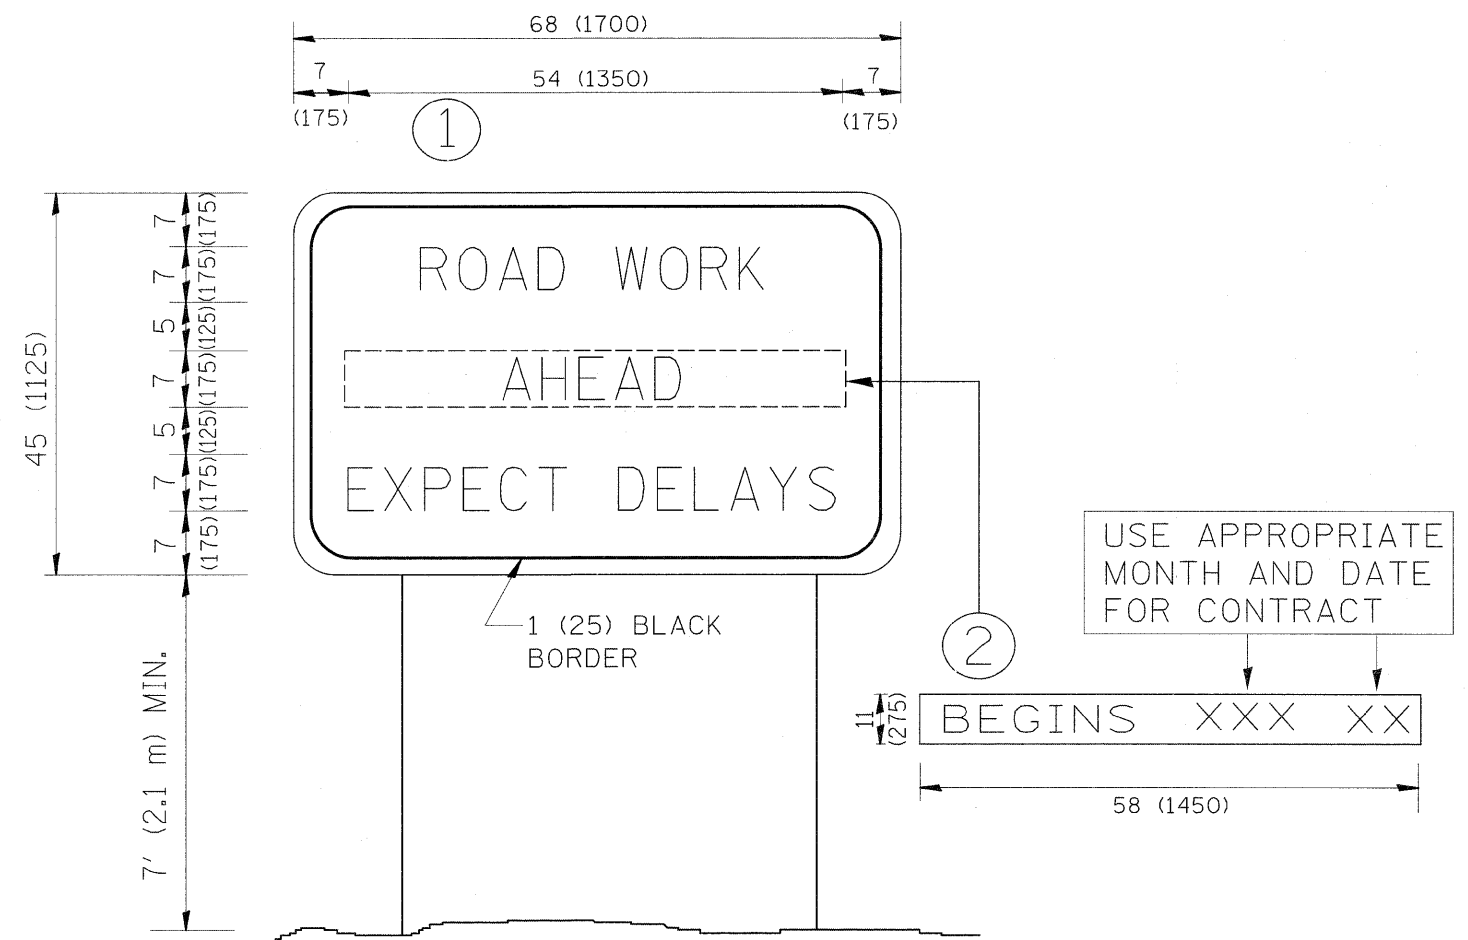 68 (1700)
7
54 (1350)
7
(175)
(175)
1
45 (1125)
7 (175)
7 (175)
5 (125)
7 (175)
5 (125)
7 (175)
7 (175)
ROAD WORK
AHEAD
EXPECT DELAYS
1 (25) BLACK
BORDER
7' (2.1 m) MIN.
2
USE APPROPRIATE
MONTH AND DATE
FOR CONTRACT
11
(275)
BEGINS XXX XX
58 (1450)